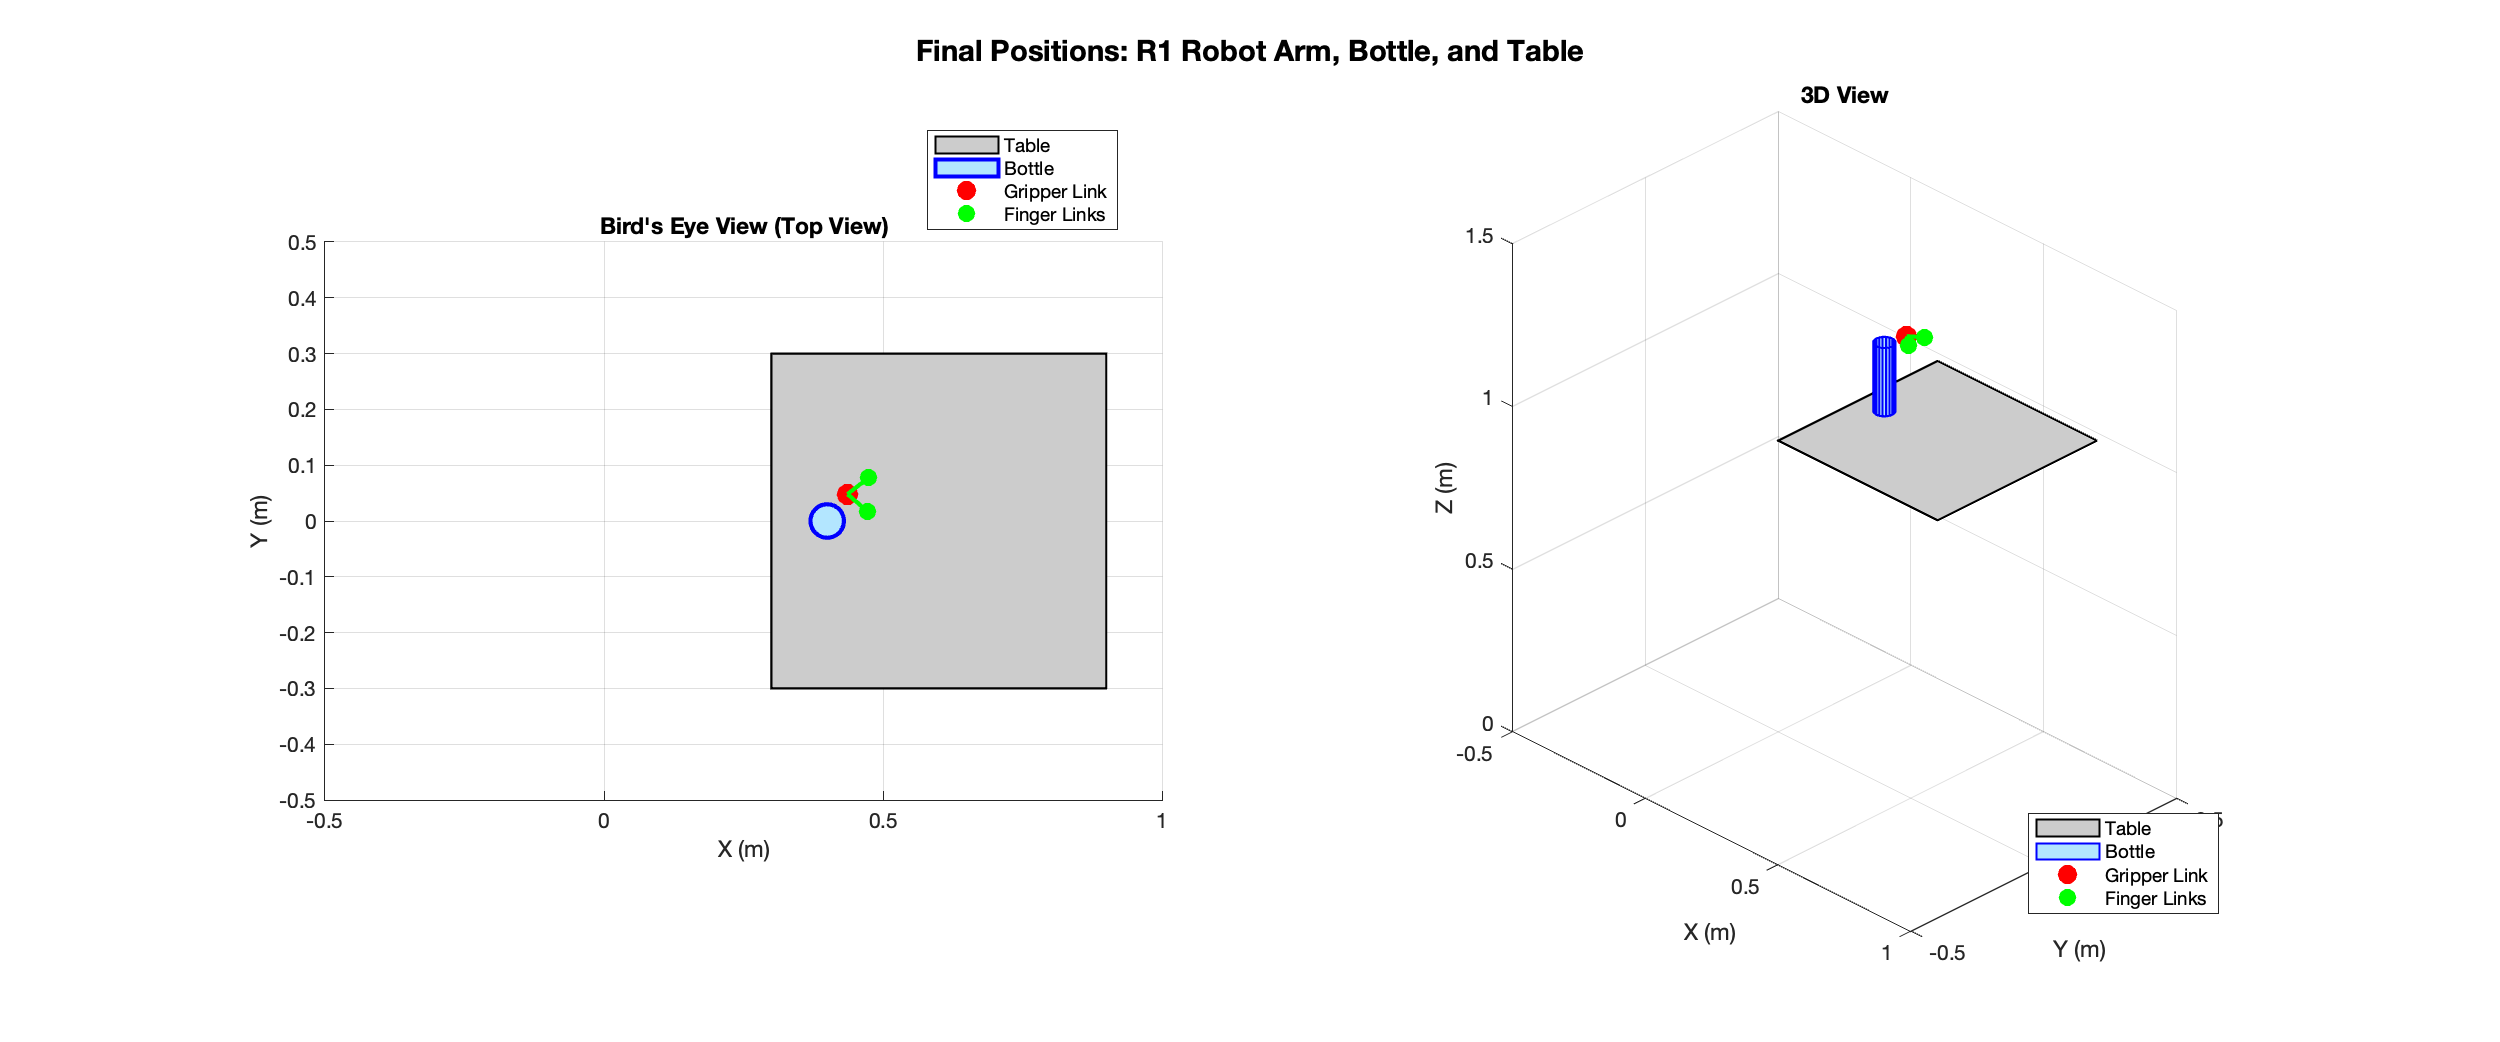 Final Positions: R1 Robot Arm, Bottle, and Table
Table
Bottle
Gripper Link
Finger Links
Bird's Eye View (Top View)
0.5
0.4
0.3
0.2
0.1
0
-0.1
-0.2
-0.3
-0.4
-0.5
Y (m)
-0.5
0
0.5
1
X (m)
3D View
1.5
1
0.5
0
Z (m)
-0.5
0
0.5
1
X (m)
-0.5
Y (m)
Table
Bottle
Gripper Link
Finger Links